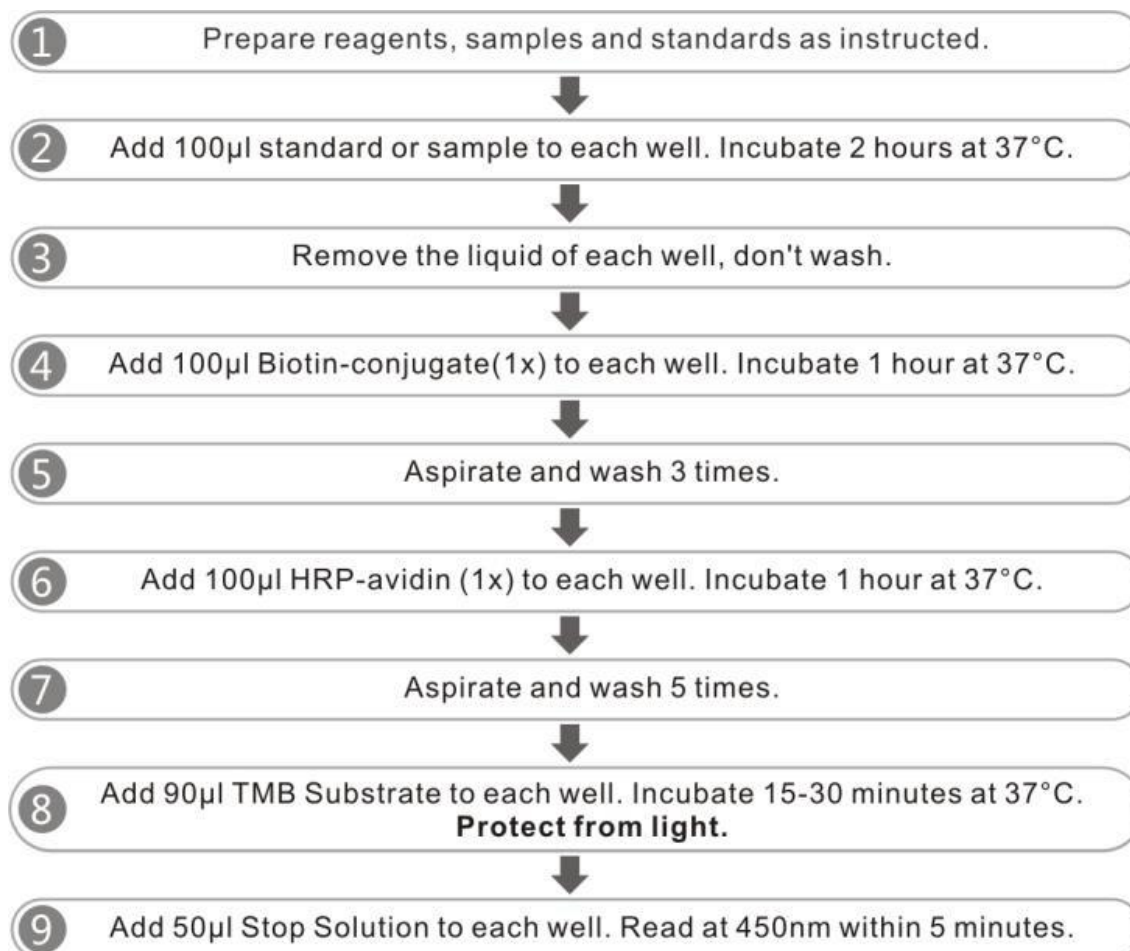 1 Prepare reagents, samples and standards as instructed.
2 Add 100µl standard or sample to each well. Incubate 2 hours at 37°C.
3 Remove the liquid of each well, don't wash.
4 Add 100µl Biotin-conjugate(1x) to each well. Incubate 1 hour at 37°C.
5 Aspirate and wash 3 times.
6 Add 100µl HRP-avidin (1x) to each well. Incubate 1 hour at 37°C.
7 Aspirate and wash 5 times.
8 Add 90µl TMB Substrate to each well. Incubate 15-30 minutes at 37°C.
Protect from light.
9 Add 50µl Stop Solution to each well. Read at 450nm within 5 minutes.